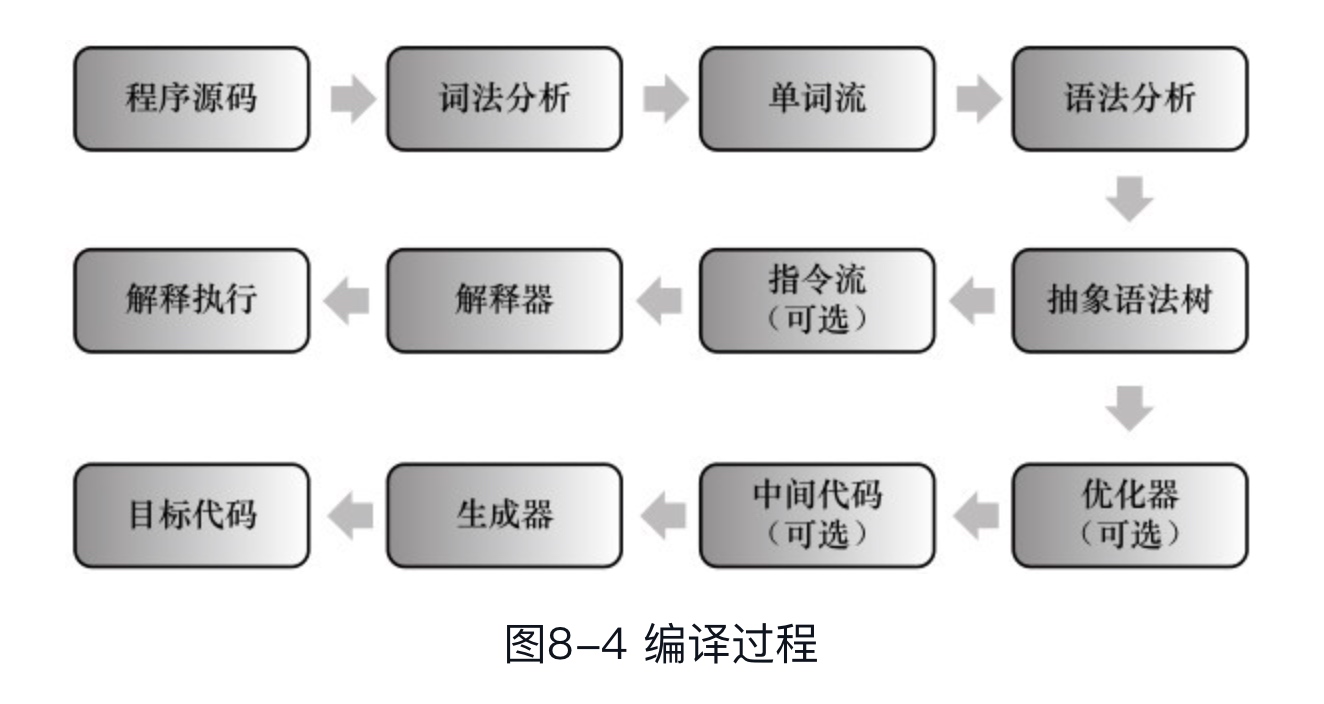 程序源码
词法分析
单词流
语法分析
解释执行
解释器
指令流
（可选）
抽象语法树
目标代码
生成器
中间代码
（可选）
优化器
（可选）
图8-4 编译过程